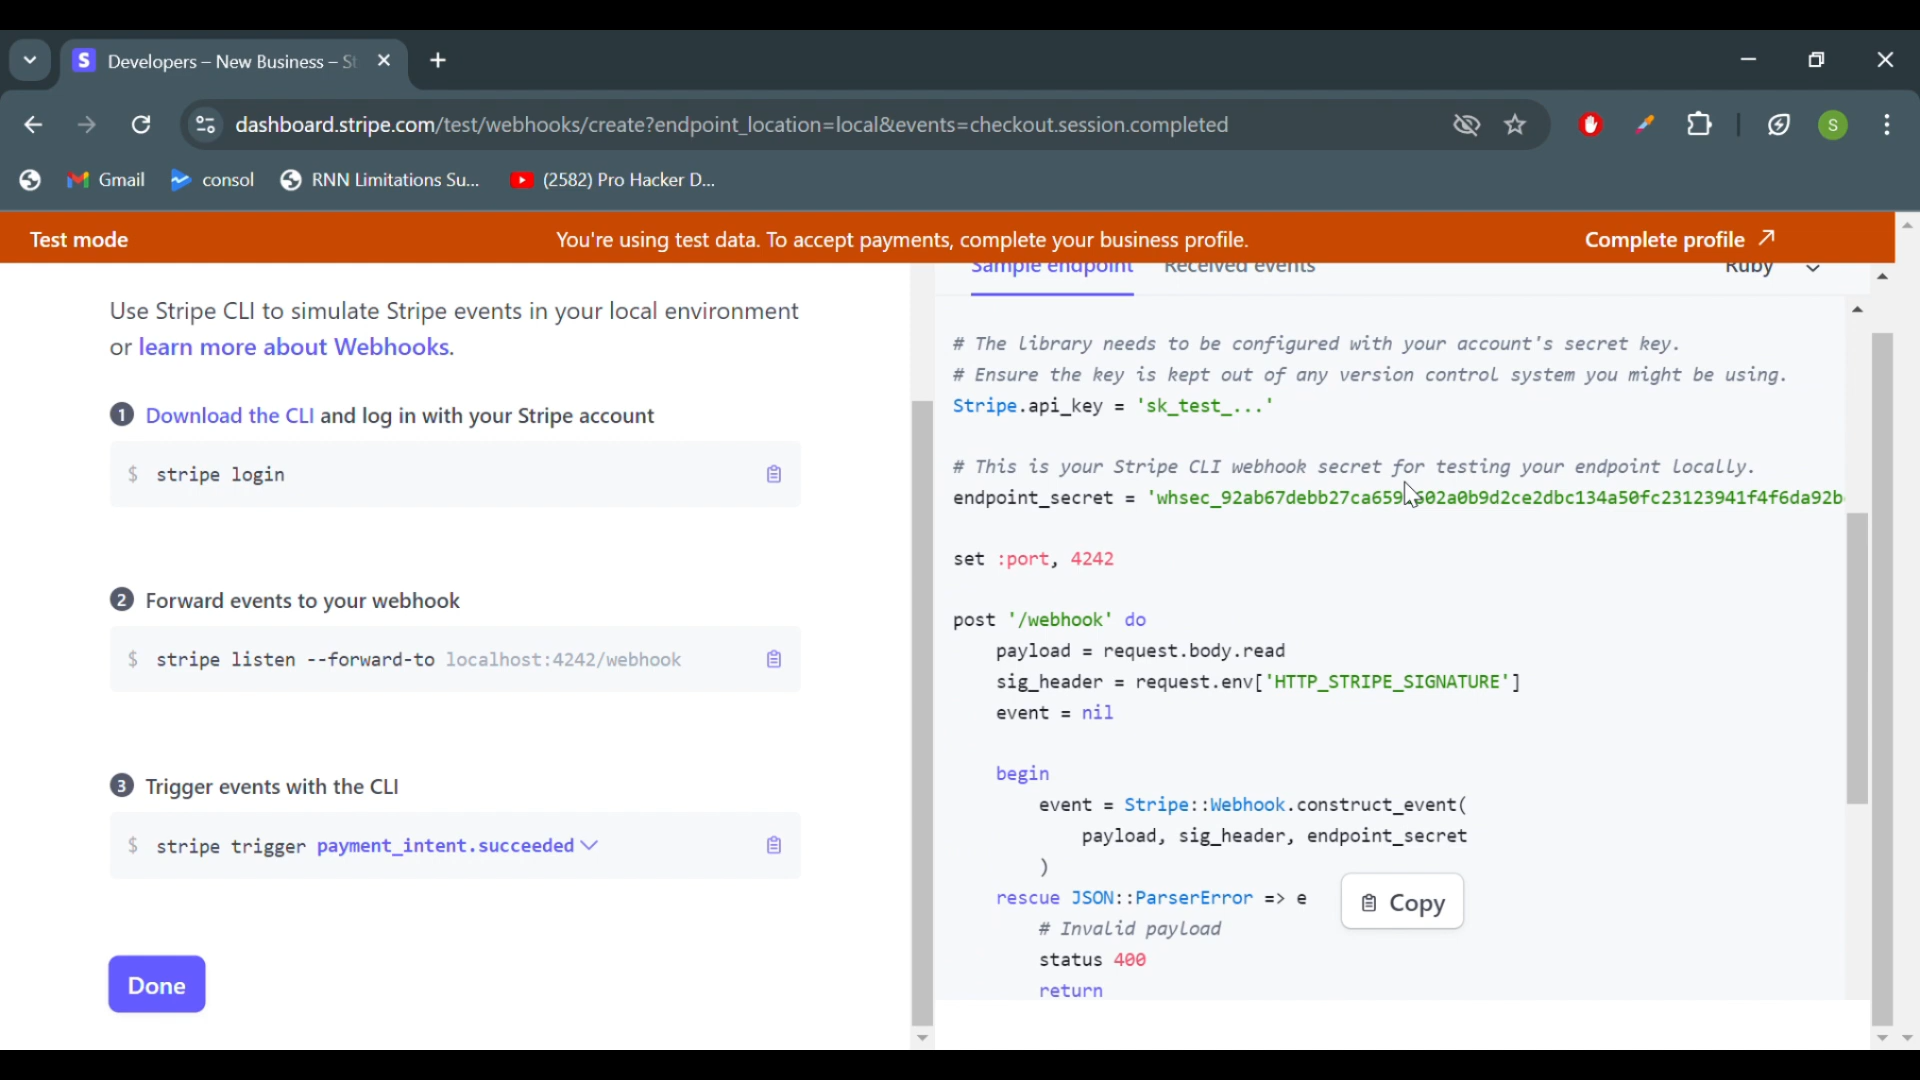 Developers – New Business – St
dashboard.stripe.com/test/webhooks/create?endpoint_location=local&events=checkout.session.completed
S
Gmail
consol
RNN Limitations Su...
(2582) Pro Hacker D...
Test mode
You're using test data. To accept payments, complete your business profile.
Complete profile
Use Stripe CLI to simulate Stripe events in your local environment
or learn more about Webhooks.
1 Download the CLI and log in with your Stripe account
$ stripe login
2 Forward events to your webhook
$ stripe listen --forward-to localhost:4242/webhook
3 Trigger events with the CLI
$ stripe trigger payment_intent.succeeded
Done
Sample endpoint
Received events
Ruby
# The library needs to be configured with your account's secret key.
# Ensure the key is kept out of any version control system you might be using.
Stripe.api_key = 'sk_test_...'
# This is your Stripe CLI webhook secret for testing your endpoint locally.
endpoint_secret =
set :port, 4242
post '/webhook' do
payload = request.body.read
sig_header = request.env['HTTP_STRIPE_SIGNATURE']
event = nil
begin
event = Stripe::Webhook.construct_event(
payload, sig_header, endpoint_secret
)
rescue JSON::ParserError => e
# Invalid payload
status 400
return
Copy